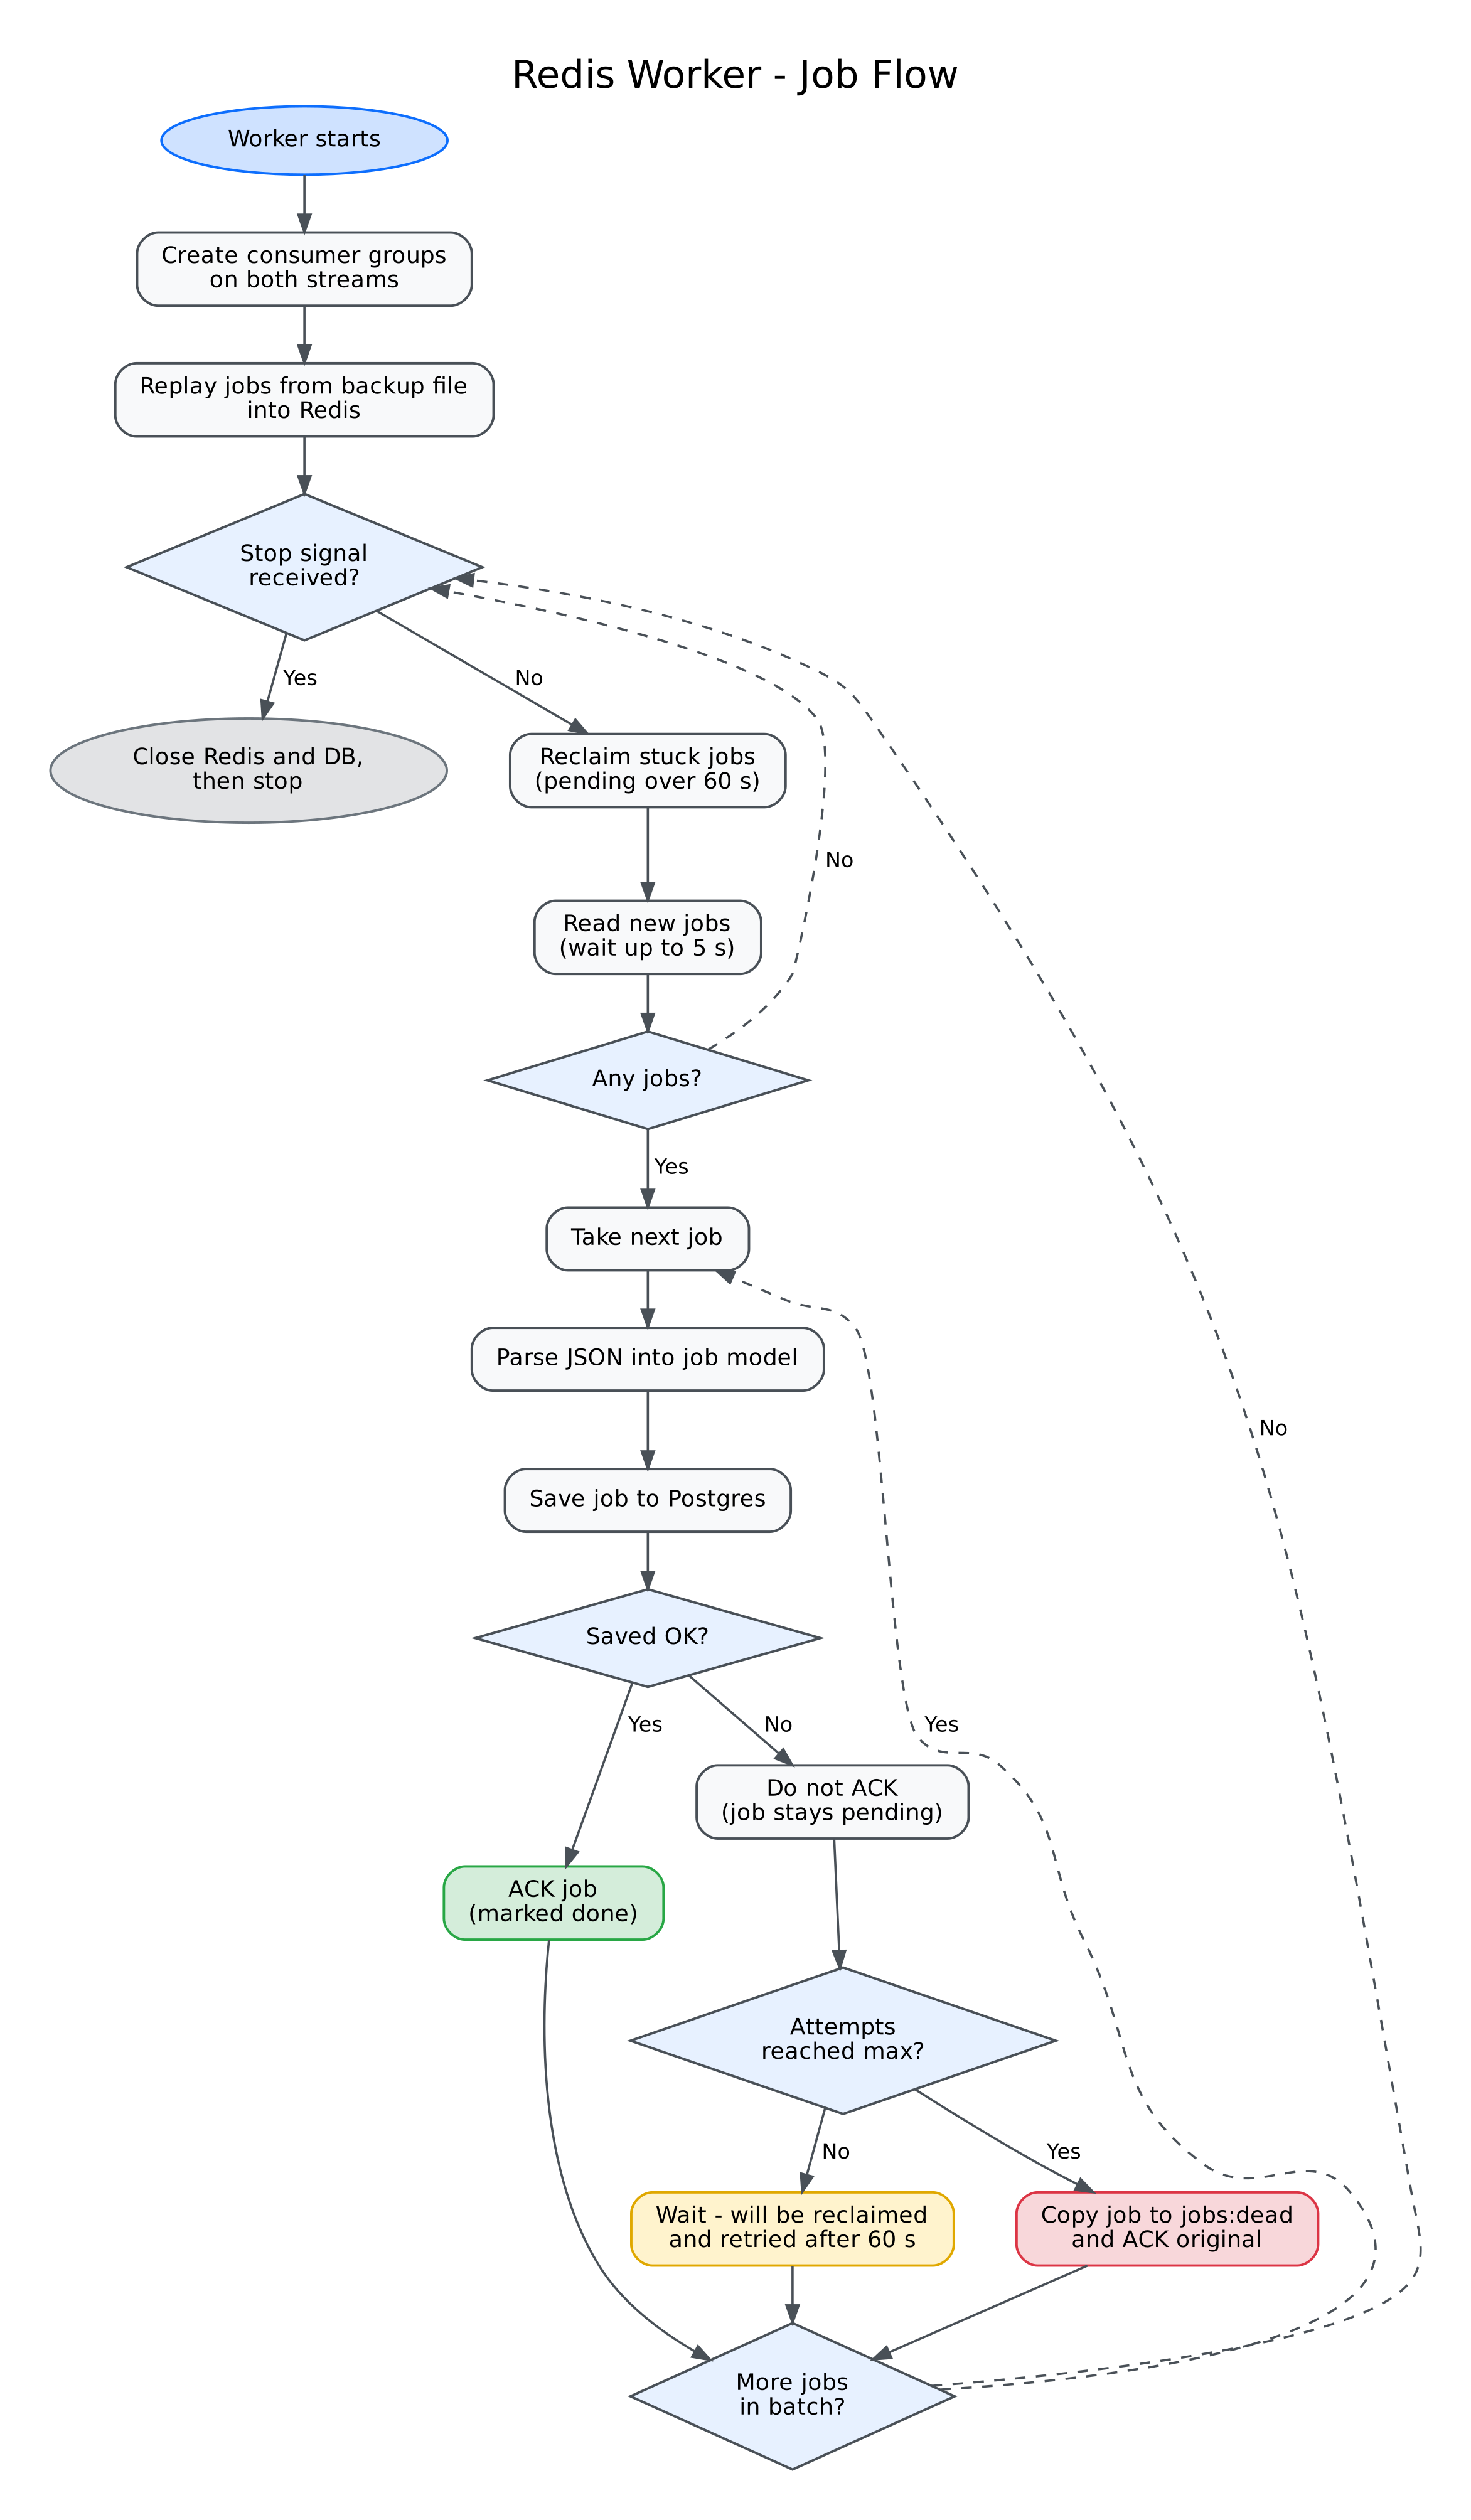 Redis Worker - Job Flow
Worker starts
Create consumer groups
on both streams
Replay jobs from backup file
into Redis
Stop signal
received?
Yes
No
Close Redis and DB,
then stop
Reclaim stuck jobs
(pending over 60 s)
No
Read new jobs
(wait up to 5 s)
Any jobs?
Yes
Take next job
Parse JSON into job model
No
Save job to Postgres
Saved OK?
Yes
No
Yes
Do not ACK
(job stays pending)
ACK job
(marked done)
Attempts
reached max?
No
Yes
Wait - will be reclaimed
and retried after 60 s
Copy job to jobs:dead
and ACK original
More jobs
in batch?